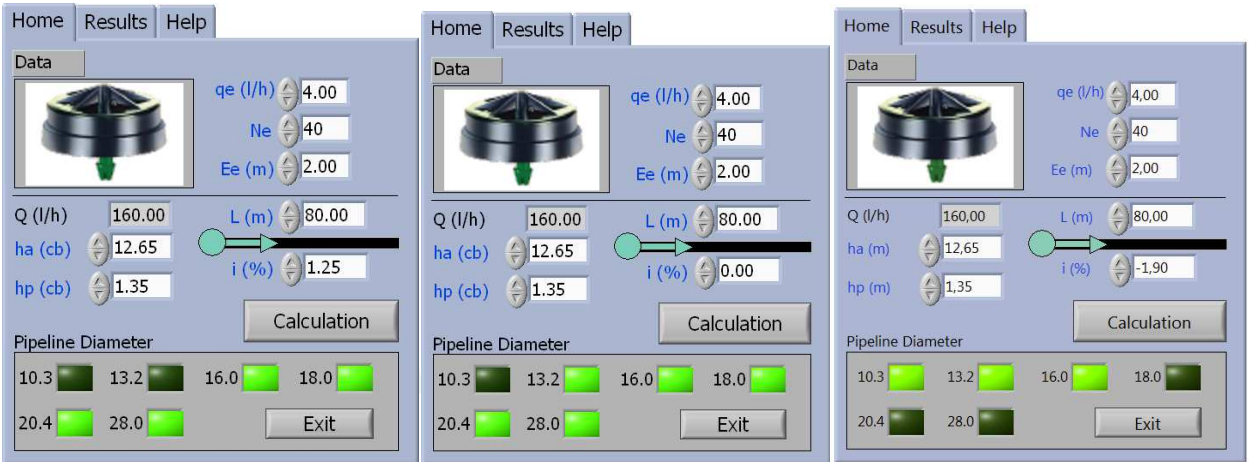 Home Results Help
Data
qe (l/h) 4.00
Ne 40
Ee (m) 2.00
Q (l/h) 160.00 L (m) 80.00
ha (cb) 12.65
i (%) 1.25
hp (cb) 1.35
Calculation
Pipeline Diameter
10.3 13.2 16.0 18.0
20.4 28.0 Exit
Home Results Help
Data
qe (l/h) 4.00
Ne 40
Ee (m) 2.00
Q (l/h) 160.00 L (m) 80.00
ha (cb) 12.65
i (%) 0.00
hp (cb) 1.35
Calculation
Pipeline Diameter
10.3 13.2 16.0 18.0
20.4 28.0 Exit
Home Results Help
Data
qe (l/h) 4,00
Ne 40
Ee (m) 2,00
Q (l/h) 160,00 L (m) 80,00
ha (m) 12,65
i (%) -1,90
hp (m) 1,35
Calculation
Pipeline Diameter
10.3 13.2 16.0 18.0
20.4 28.0 Exit